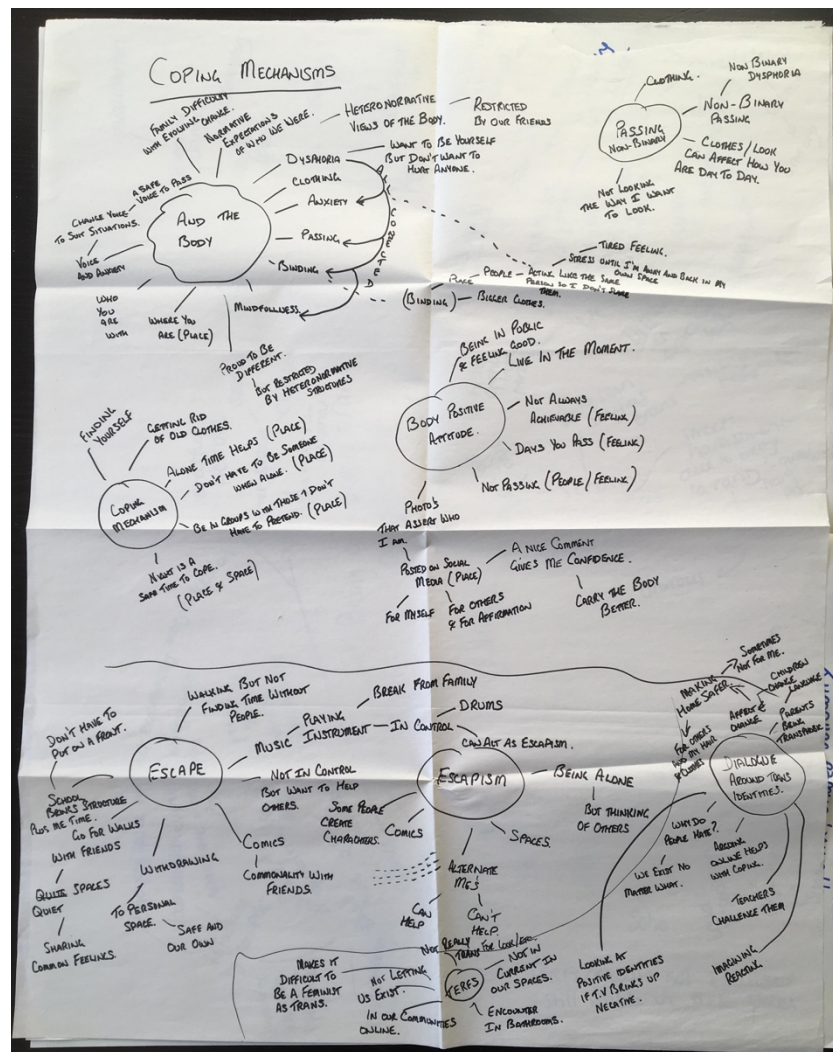 COPING MECHANISMS
FAMILY DIFFICULTY
WITH EVOLVING CHANGE.
NORMATIVE
EXPECTATIONS
OF WHO WE WERE.
HETERONORMATIVE
VIEWS OF THE BODY.
RESTRICTED
BY OUR FRIENDS
A SAFE
VOICE TO PASS
CHANGE VOICE
TO SUIT SITUATIONS.
VOICE
AND ANXIETY
AND THE
BODY
DYSPHORIA
WANT TO BE YOURSELF
BUT DON'T WANT TO
HURT ANYONE.
CLOTHING
ANXIETY
PASSING
BINDING
MINDFULLNESS
ALL CONNECTED
WHO
YOU
ARE
WITH
WHERE YOU
ARE (PLACE)
PROUD TO BE
DIFFERENT.
BUT RESTRICTED
BY HETERONORMATIVE
STRUCTURES
CLOTHING.
NON BINARY
DYSPHORIA
PASSING
NON-BINARY
NON-BINARY
PASSING
CLOTHES/LOOK
CAN AFFECT HOW YOU
ARE DAY TO DAY.
NOT LOOKING
THE WAY I WANT
TO LOOK.
TIRED FEELING.
STRESS UNTIL I'M AWAY AND BACK IN MY
OWN SPACE
PLACE
PEOPLE
ACTING LIKE THE SAME
PERSON SO I DON'T
THEM.
(BINDING)
BIGGER CLOTHES.
BEING IN PUBLIC
& FEELING GOOD.
LIVE IN THE MOMENT.
BODY POSITIVE
ATTITUDE.
NOT ALWAYS
ACHIEVABLE (FEELING)
DAYS YOU PASS (FEELING)
NOT PASSING (PEOPLE/FEELING)
PHOTO'S
THAT ASSERT WHO
I AM.
POSTED ON SOCIAL
MEDIA (PLACE)
A NICE COMMENT
GIVES ME CONFIDENCE.
FOR MYSELF
FOR OTHERS
& FOR AFFIRMATION
CARRY THE BODY
BETTER.
FINDING
YOURSELF
GETTING RID
OF OLD CLOTHES.
COPING
MECHANISM
ALONE TIME HELPS (PLACE)
DON'T HAVE TO BE SOMEONE
WHEN ALONE. (PLACE)
BE IN GROUPS WITH THOSE I DON'T
HAVE TO PRETEND. (PLACE)
NIGHT IS A
SAFE TIME TO COPE.
(PLACE & SPACE)
WALKING BUT NOT
FINDING TIME WITHOUT
PEOPLE.
DON'T HAVE TO
PUT ON A FRONT.
ESCAPE
MUSIC
PLAYING
INSTRUMENT
BREAK FROM FAMILY
IN CONTROL
DRUMS
NOT IN CONTROL
BUT WANT TO HELP
OTHERS.
SCHOOL
BRINGS STRUCTURE
PLUS ME TIME.
GO FOR WALKS
WITH FRIENDS
QUITE SPACES
QUIET
SHARING
COMMON FEELINGS.
WITHDRAWING
TO PERSONAL
SPACE.
SAFE AND
OUR OWN
COMICS
COMMONALITY WITH
FRIENDS.
CAN ACT AS ESCAPISM.
ESCAPISM
BEING ALONE
BUT THINKING
OF OTHERS
SOME PEOPLE
CREATE
CHARACTERS.
COMICS
SPACES.
ALTERNATE
ME'S
CAN
HELP
CAN'T
HELP.
SOMETIMES
NOT FOR ME.
MAKING
HOME SAFER.
CHILDREN
CHANGE
LANGUAGE
AFFECT &
CHANGE
PARENTS
BEING
FOR OTHERS
AND MY HAIR
& CLOTHES
DIALOGUE
AROUND TRANS
IDENTITIES.
WHY DO
PEOPLE HATE?
WE EXIST NO
MATTER WHAT.
ARGUING
ONLINE HELPS
WITH COPING.
TEACHERS
CHALLENGE THEM
IMAGINING
REACTING
LOOKING AT
POSITIVE IDENTITIES
IF T.V BRINGS UP
NEGATIVE.
NOT REALLY
TRANS FOR LOOK/
TERFS
NOT IN
CURRENT IN
OUR SPACES.
MAKES IT
DIFFICULT TO
BE A FEMINIST
AS TRANS.
NOT LETTING
US EXIST.
IN OUR COMMUNITIES
ONLINE.
ENCOUNTER
IN BATHROOMS.